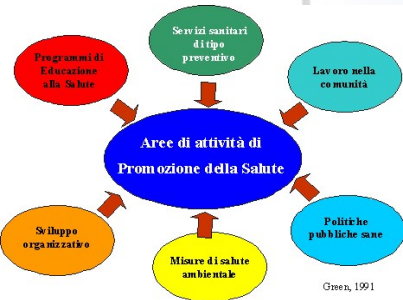 Servizi sanitari
di tipo
preventivo
Programmi di
Educazione
alla Salute
Lavoro nella
comunità
Aree di attività di
Promozione della Salute
Sviluppo
organizzativo
Politiche
pubbliche sane
Misure di salute
ambientale
Green, 1991